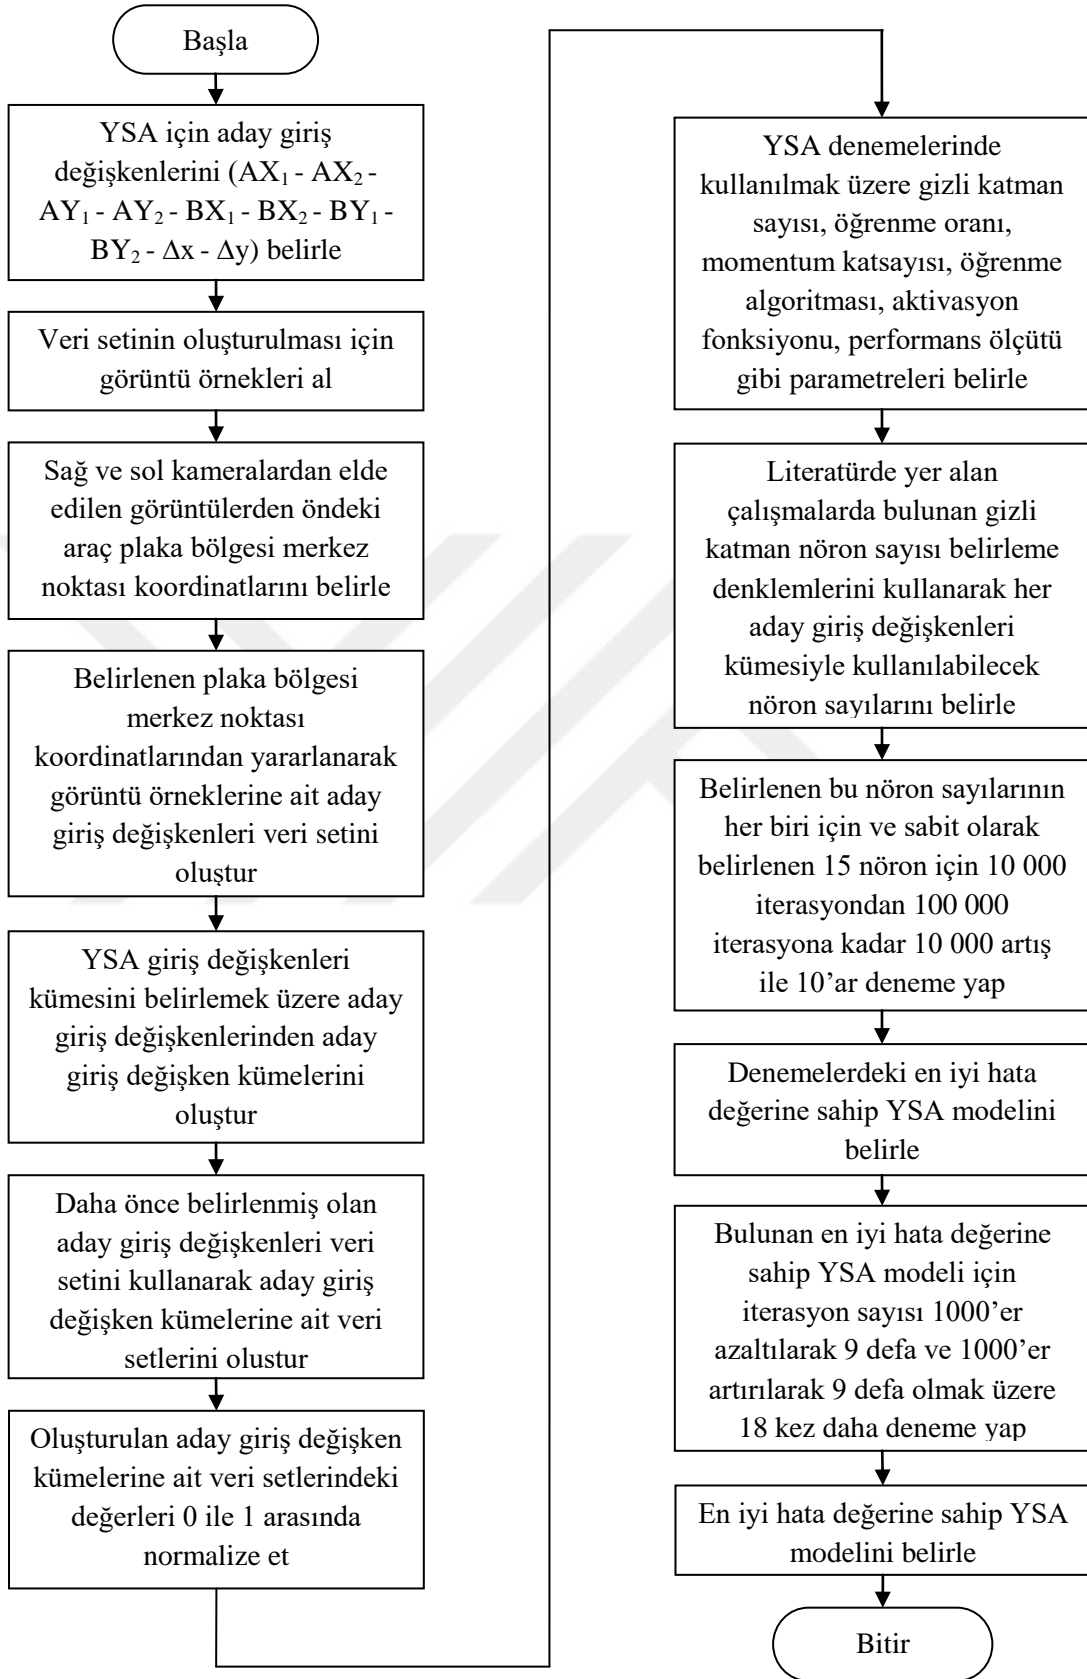 Başla
YSA için aday giriş
değişkenlerini (AX₁ - AX₂ -
AY₁ - AY₂ - BX₁ - BX₂ - BY₁ -
BY₂ - Δx - Δy) belirle
Veri setinin oluşturulması için
görüntü örnekleri al
Sağ ve sol kameralardan elde
edilen görüntülerden öndeki
araç plaka bölgesi merkez
noktası koordinatlarını belirle
Belirlenen plaka bölgesi
merkez noktası
koordinatlarından yararlanarak
görüntü örneklerine ait aday
giriş değişkenleri veri setini
oluştur
YSA giriş değişkenleri
kümesini belirlemek üzere aday
giriş değişkenlerinden aday
giriş değişken kümelerini
oluştur
Daha önce belirlenmiş olan
aday giriş değişkenleri veri
setini kullanarak aday giriş
değişken kümelerine ait veri
setlerini oluştur
Oluşturulan aday giriş değişken
kümelerine ait veri setlerindeki
değerleri 0 ile 1 arasında
normalize et
YSA denemelerinde
kullanılmak üzere gizli katman
sayısı, öğrenme oranı,
momentum katsayısı, öğrenme
algoritması, aktivasyon
fonksiyonu, performans ölçütü
gibi parametreleri belirle
Literatürde yer alan
çalışmalarda bulunan gizli
katman nöron sayısı belirleme
denklemlerini kullanarak her
aday giriş değişkenleri
kümesiyle kullanılabilecek
nöron sayılarını belirle
Belirlenen bu nöron sayılarının
her biri için ve sabit olarak
belirlenen 15 nöron için 10 000
iterasyondan 100 000
iterasyona kadar 10 000 artış
ile 10’ar deneme yap
Denemelerdeki en iyi hata
değerine sahip YSA modelini
belirle
Bulunan en iyi hata değerine
sahip YSA modeli için
iterasyon sayısı 1000’er
azaltılarak 9 defa ve 1000’er
artırılarak 9 defa olmak üzere
18 kez daha deneme yap
En iyi hata değerine sahip YSA
modelini belirle
Bitir